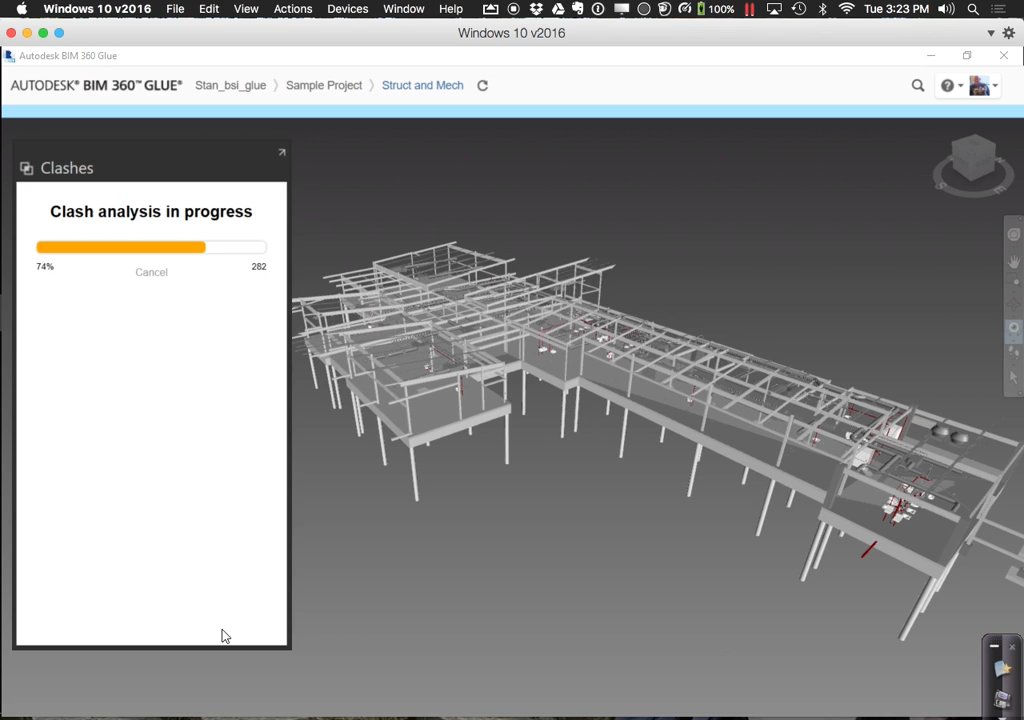 Windows 10 v2016 File Edit View Actions Devices Window Help 100% Tue 3:23 PM
Windows 10 v2016
Autodesk BIM 360 Glue
AUTODESK® BIM 360™ GLUE® Stan_bsi_glue Sample Project Struct and Mech
Clashes
Clash analysis in progress
74% Cancel 282